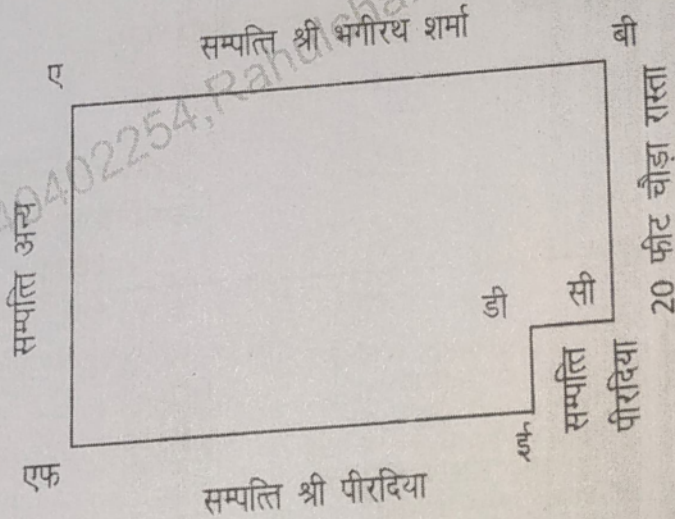 सम्पत्ति श्री भगीरथ शर्मा
ए
बी
सम्पत्ति अन्य
20 फीट चौड़ा रास्ता
डी
सी
सम्पत्ति
पीरदिया
ई
एफ
सम्पत्ति श्री पीरदिया